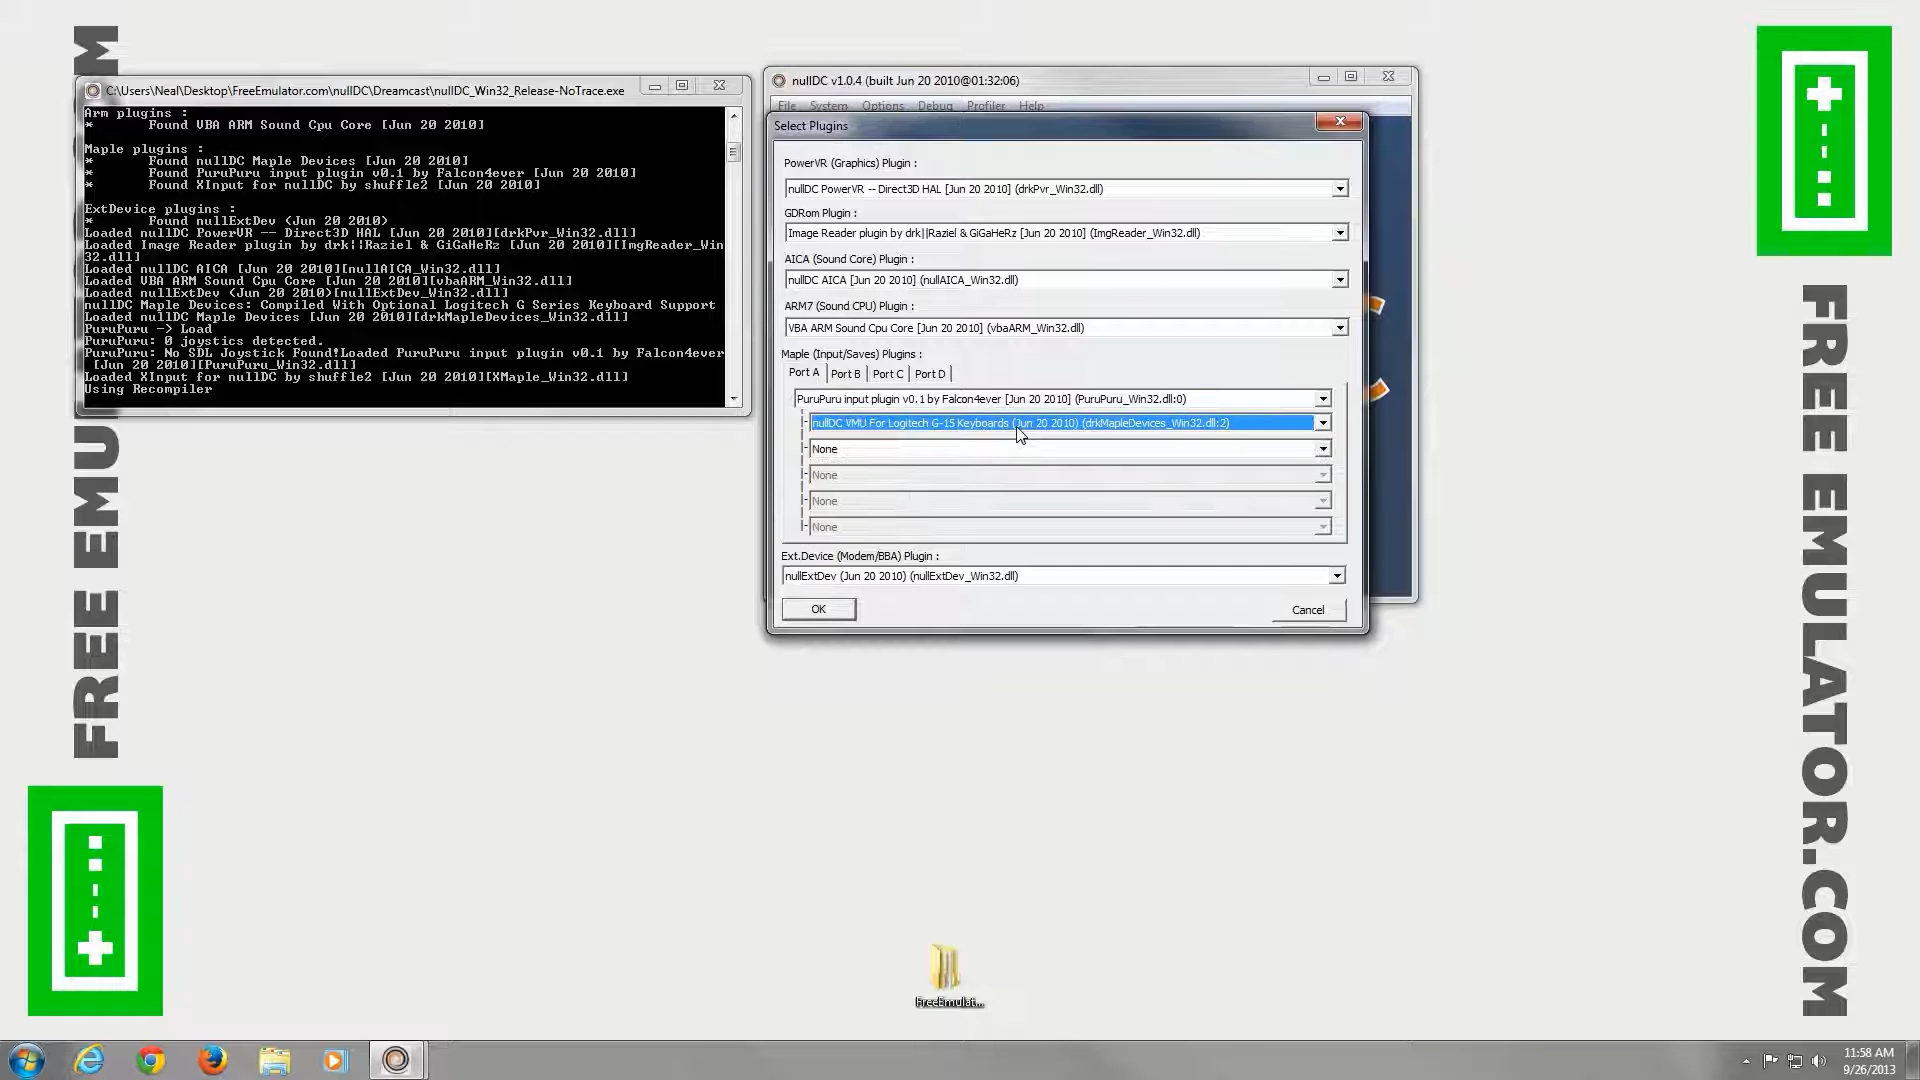 FREE EMULATOR.COM
C:\Users\Neal\Desktop\FreeEmulator.com\nullDC\Dreamcast\nullDC_Win32_Release-NoTrace.exe
Arm plugins :
* Found VBA ARM Sound Cpu Core [Jun 20 2010]
Maple plugins :
* Found nullDC Maple Devices [Jun 20 2010]
* Found PuruPuru input plugin v0.1 by Falcon4ever [Jun 20 2010]
* Found XInput for nullDC by shuffle2 [Jun 20 2010]
ExtDevice plugins :
* Found nullExtDev (Jun 20 2010)
Loaded nullDC PowerVR -- Direct3D HAL [Jun 20 2010][drkPvr_Win32.dll]
Loaded Image Reader plugin by drk||Raziel & GiGaHeRz [Jun 20 2010][ImgReader_Win
32.dll]
Loaded nullDC AICA [Jun 20 2010][nullAICA_Win32.dll]
Loaded VBA ARM Sound Cpu Core [Jun 20 2010][vbaARM_Win32.dll]
Loaded nullExtDev (Jun 20 2010)[nullExtDev_Win32.dll]
nullDC Maple Devices: Compiled With Optional Logitech G Series Keyboard Support
Loaded nullDC Maple Devices [Jun 20 2010][drkMapleDevices_Win32.dll]
PuruPuru -> Load
PuruPuru: 0 joystics detected.
PuruPuru: No SDL Joystick Found!Loaded PuruPuru input plugin v0.1 by Falcon4ever
[Jun 20 2010][PuruPuru_Win32.dll]
Loaded XInput for nullDC by shuffle2 [Jun 20 2010][XMaple_Win32.dll]
Using Recompiler
nullDC v1.0.4 (built Jun 20 2010@01:32:06)
File System Options Debug Profiler Help
Select Plugins
PowerVR (Graphics) Plugin :
nullDC PowerVR -- Direct3D HAL [Jun 20 2010] (drkPvr_Win32.dll)
GDRom Plugin :
Image Reader plugin by drk||Raziel & GiGaHeRz [Jun 20 2010] (ImgReader_Win32.dll)
AICA (Sound Core) Plugin :
nullDC AICA [Jun 20 2010] (nullAICA_Win32.dll)
ARM7 (Sound CPU) Plugin :
VBA ARM Sound Cpu Core [Jun 20 2010] (vbaARM_Win32.dll)
Maple (Input/Saves) Plugins :
Port A Port B Port C Port D
PuruPuru input plugin v0.1 by Falcon4ever [Jun 20 2010] (PuruPuru_Win32.dll:0)
nullDC VMU For Logitech G-15 Keyboards (Jun 20 2010) (drkMapleDevices_Win32.dll:2)
None
None
None
None
Ext.Device (Modem/BBA) Plugin :
nullExtDev (Jun 20 2010) (nullExtDev_Win32.dll)
OK Cancel
FREE EMULATOR.COM
FreeEmulat...
11:58 AM
9/26/2013